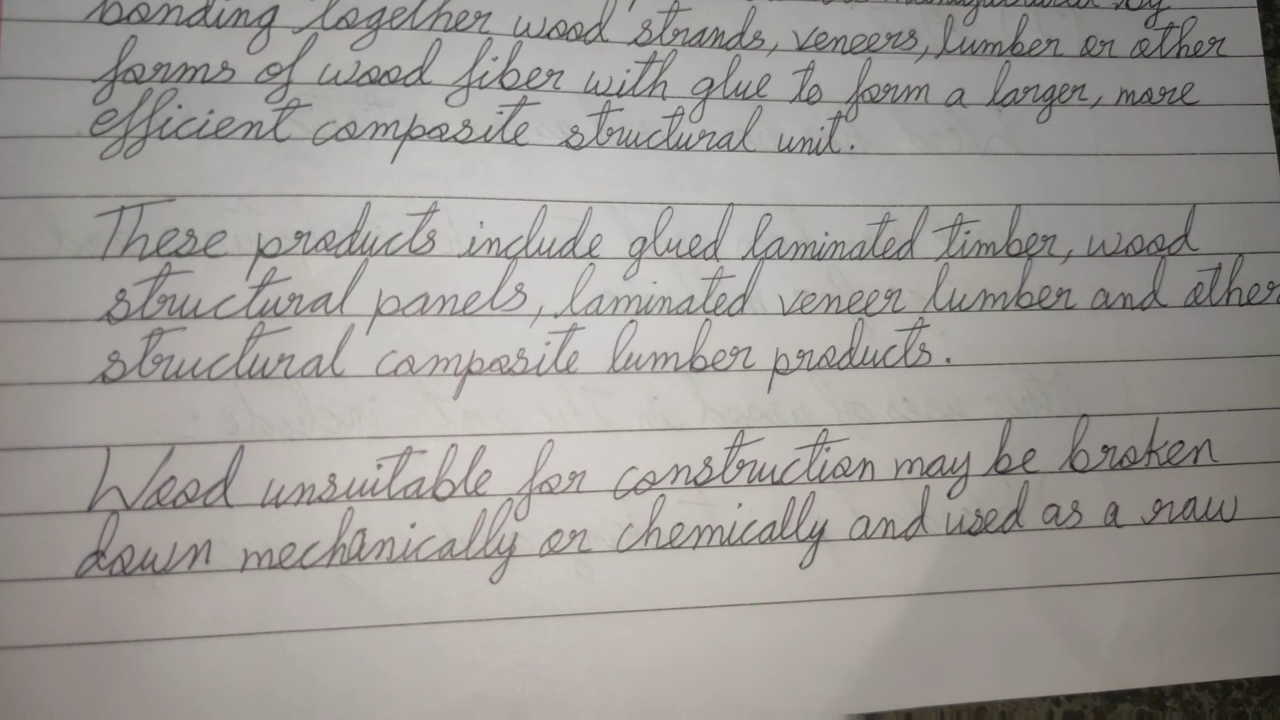 bonding together wood strands, veneers, lumber or other
forms of wood fiber with glue to form a larger, more
efficient composite structural unit.
These products include glued laminated timber, wood
structural panels, laminated veneer lumber and other
structural composite lumber products.
Wood unsuitable for construction may be broken
down mechanically or chemically and used as a raw